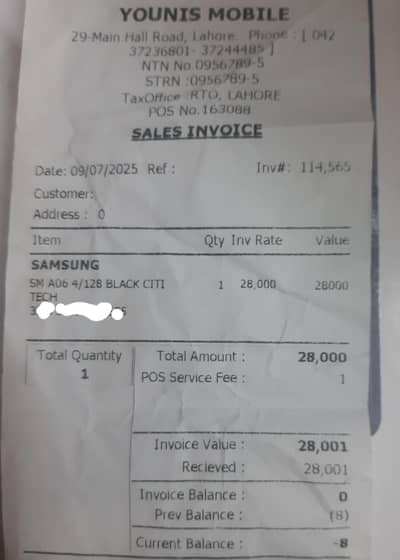 YOUNIS MOBILE
29-Main Hall Road, Lahore. Phone : [ 042
37236801- 37244485 ]
NTN No 0956789-5
STRN :0956789-5
TaxOffice :RTO, LAHORE
POS No.163088
SALES INVOICE
Date: 09/07/2025 Ref : Inv#: 114,565
Customer:
Address : 0
Item Qty Inv Rate Value
SAMSUNG
SM A06 4/128 BLACK CITI 1 28,000 28000
TECH
Total Quantity Total Amount : 28,000
1 POS Service Fee : 1
Invoice Value : 28,001
Recieved : 28,001
Invoice Balance : 0
Prev Balance : (8)
Current Balance : -8